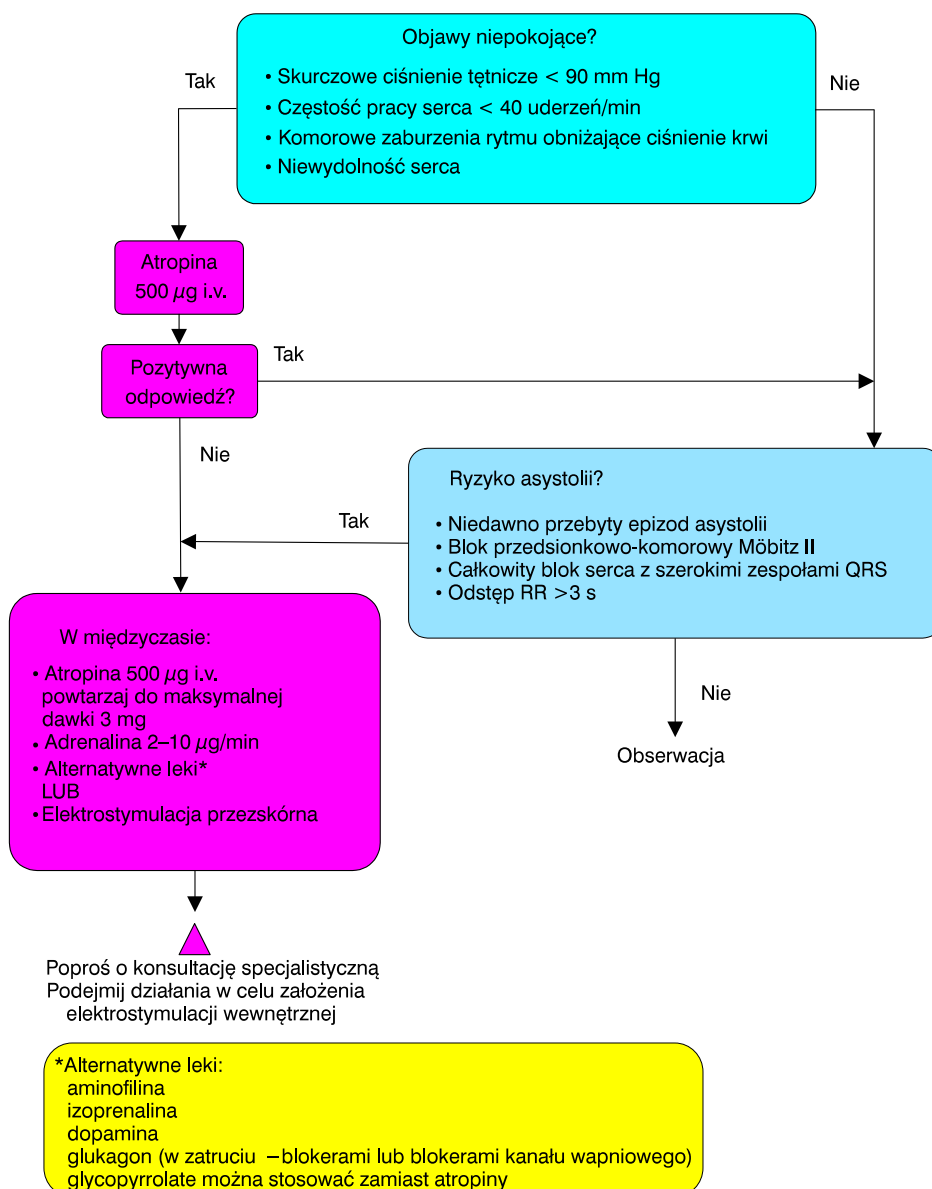 Objawy niepokojące?
• Skurczowe ciśnienie tętnicze < 90 mm Hg
• Częstość pracy serca < 40 uderzeń/min
• Komorowe zaburzenia rytmu obniżające ciśnienie krwi
• Niewydolność serca
Tak
Nie
Atropina
500 µg i.v.
Pozytywna
odpowiedź?
Tak
Nie
Ryzyko asystolii?
• Niedawno przebyty epizod asystolii
• Blok przedsionkowo-komorowy Möbitz II
• Całkowity blok serca z szerokimi zespołami QRS
• Odstęp RR >3 s
Tak
Nie
Obserwacja
W międzyczasie:
• Atropina 500 µg i.v.
powtarzaj do maksymalnej
dawki 3 mg
• Adrenalina 2–10 µg/min
• Alternatywne leki*
LUB
• Elektrostymulacja przezskórna
Poproś o konsultację specjalistyczną
Podejmij działania w celu założenia
elektrostymulacji wewnętrznej
*Alternatywne leki:
aminofilina
izoprenalina
dopamina
glukagon (w zatruciu –blokerami lub blokerami kanału wapniowego)
glycopyrrolate można stosować zamiast atropiny